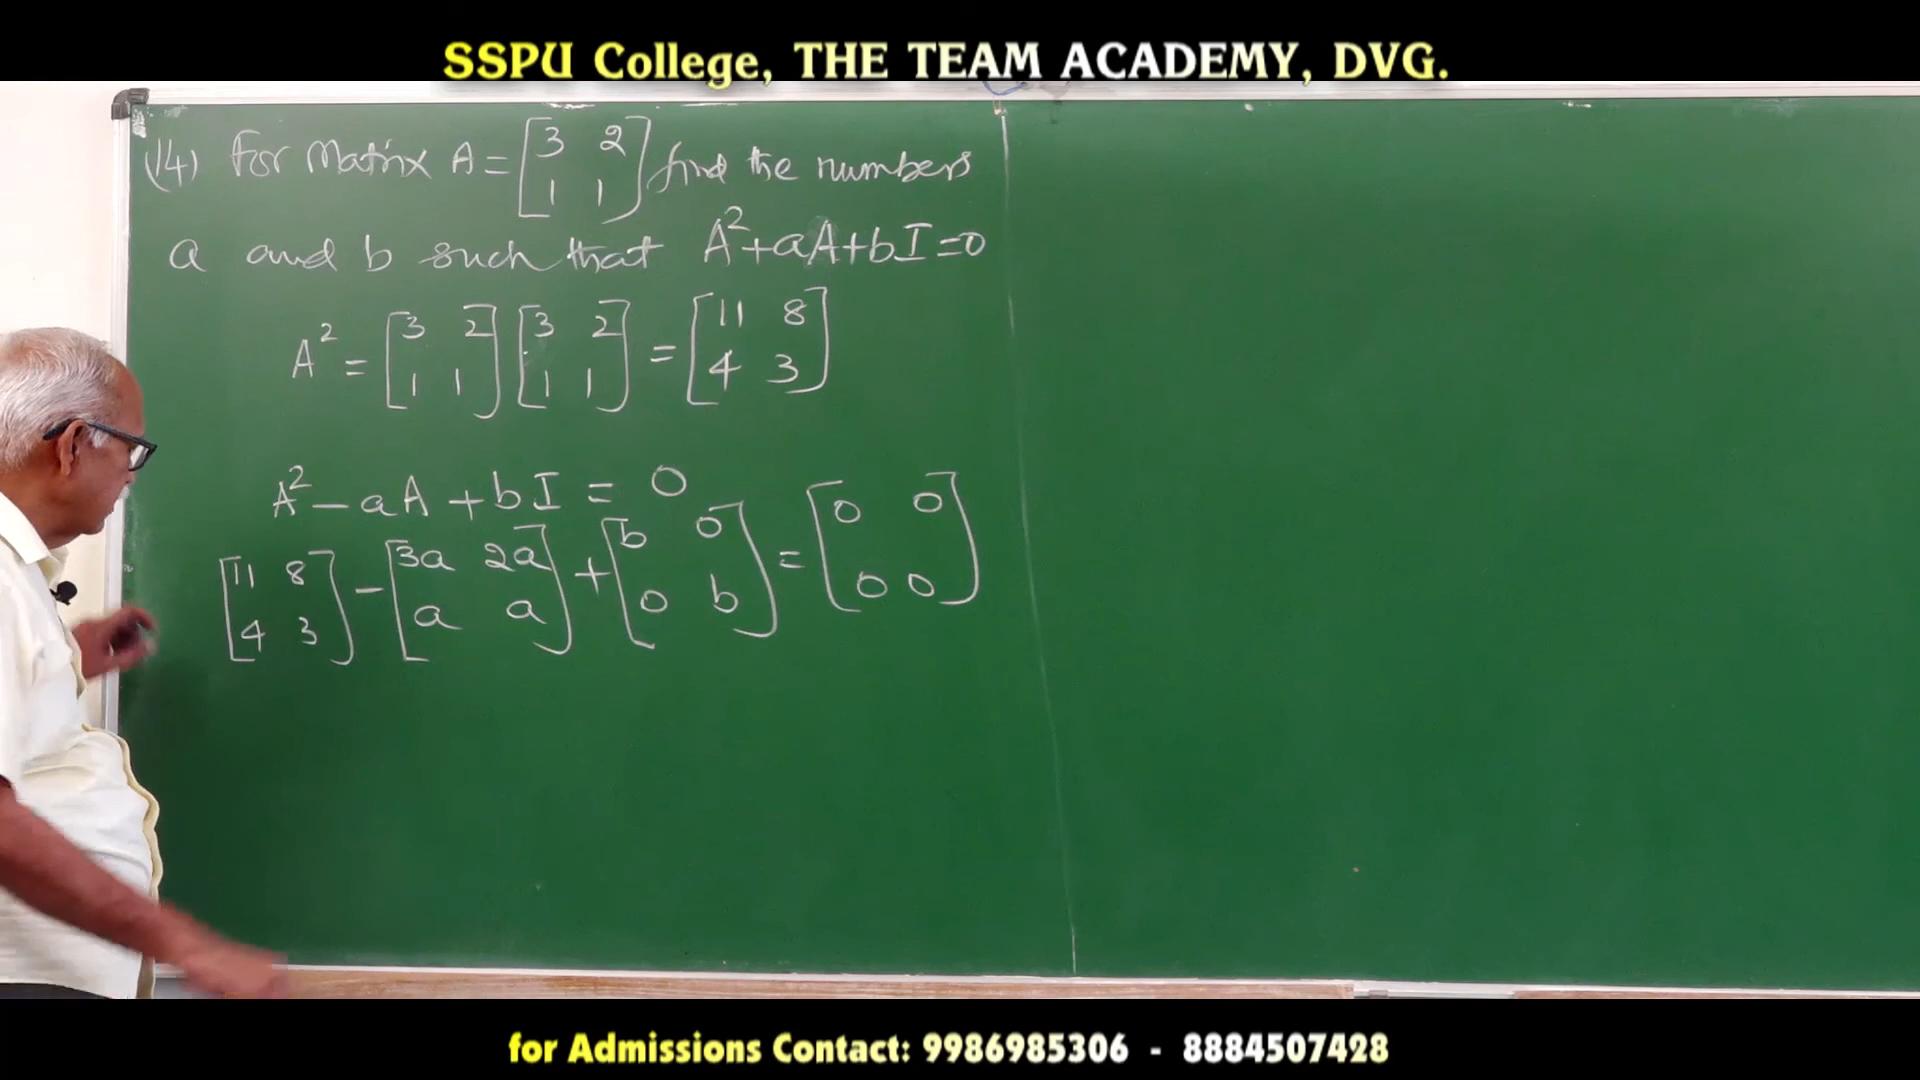 SSPU College, THE TEAM ACADEMY, DVG.
(14) For Matrix A = [3 2 1 1] find the numbers
a and b such that A²+aA+bI=0
A² = [3 2 1 1] [3 2 1 1] = [11 8 4 3]
A² - aA + bI = 0
[11 8 4 3] - [3a 2a a a] + [b 0 0 b] = [0 0 0 0]
for Admissions Contact: 9986985306 - 8884507428